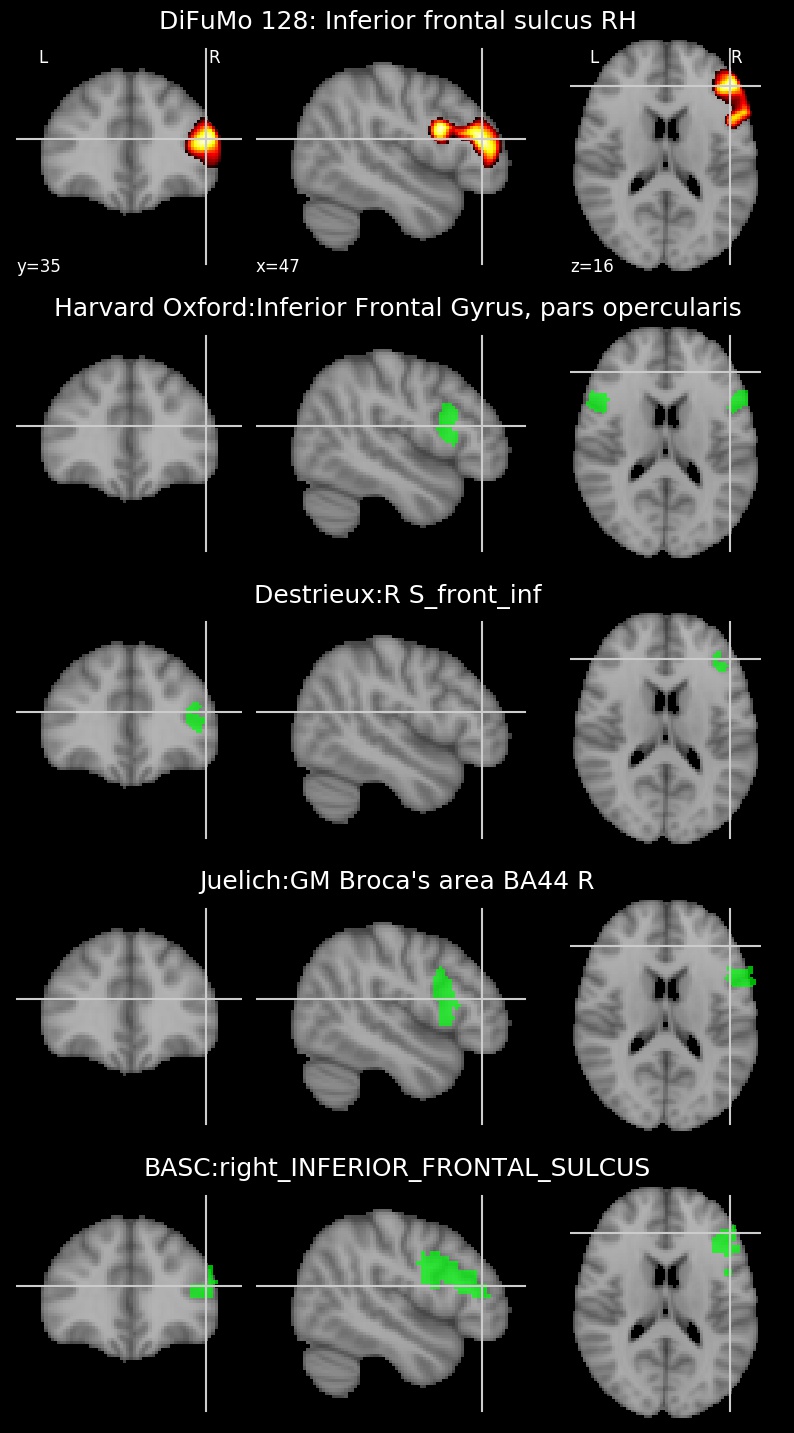 DiFuMo 128: Inferior frontal sulcus RH
L R L R
y=35 x=47 z=16
Harvard Oxford:Inferior Frontal Gyrus, pars opercularis
Destrieux:R S_front_inf
Juelich:GM Broca's area BA44 R
BASC:right_INFERIOR_FRONTAL_SULCUS